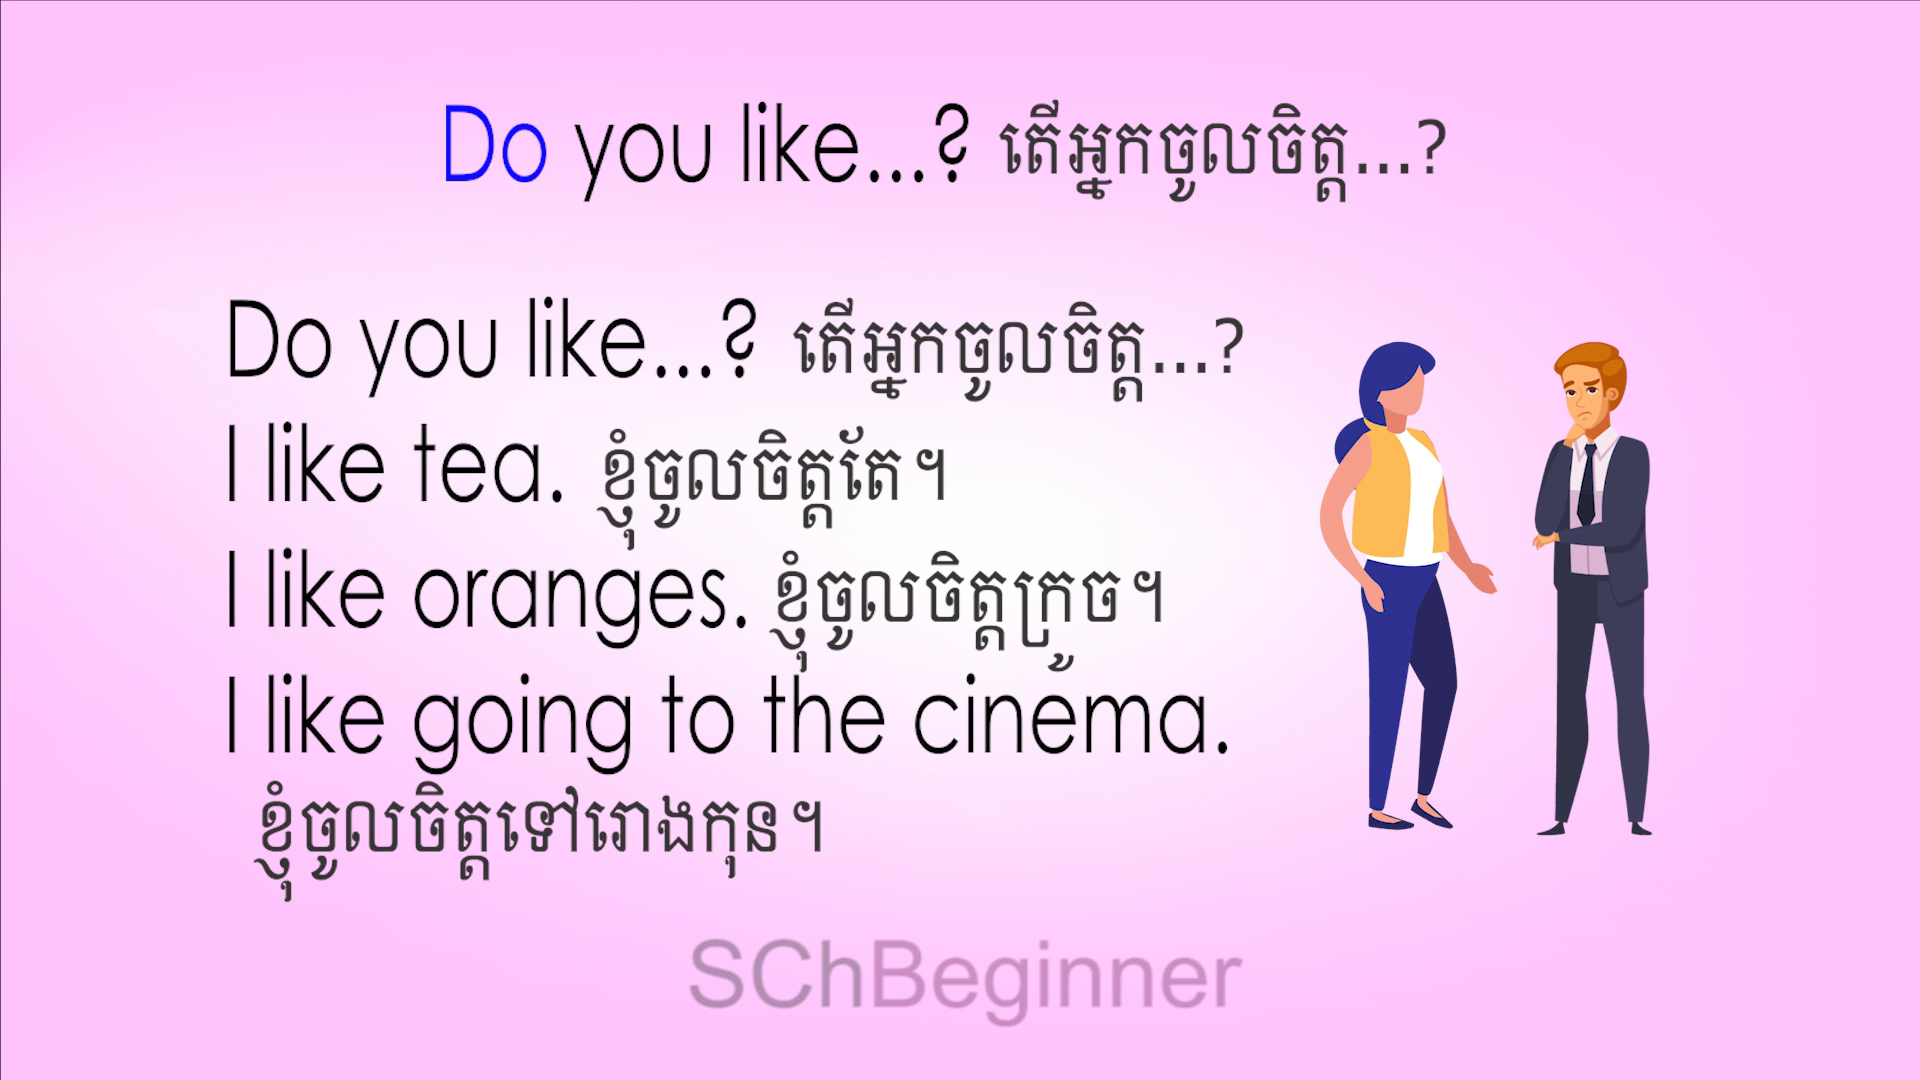 Do you like...? តើអ្នកចូលចិត្ត...?
Do you like...? តើអ្នកចូលចិត្ត...?
I like tea. ខ្ញុំចូលចិត្តតែ។
I like oranges. ខ្ញុំចូលចិត្តក្រូច។
I like going to the cinema.
ខ្ញុំចូលចិត្តទៅរោងកុន។
SChBeginner